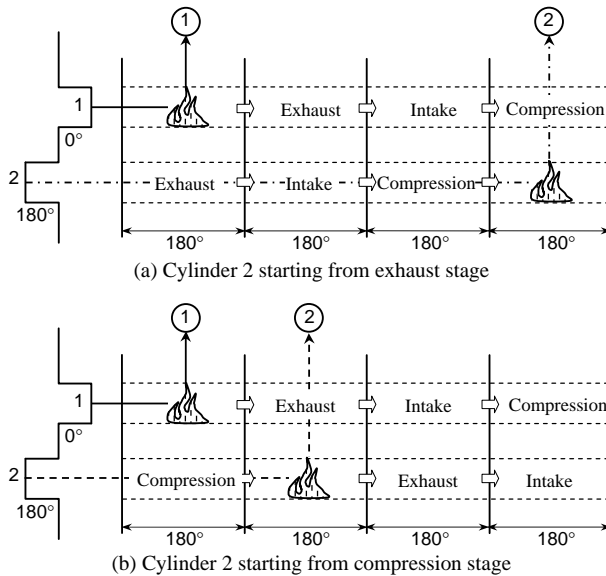 1 2
1 Exhaust Intake Compression
0°
2 Exhaust Intake Compression
180°
180° 180° 180° 180°
(a) Cylinder 2 starting from exhaust stage
1 2
1 Exhaust Intake Compression
0°
2 Compression Exhaust Intake
180°
180° 180° 180° 180°
(b) Cylinder 2 starting from compression stage